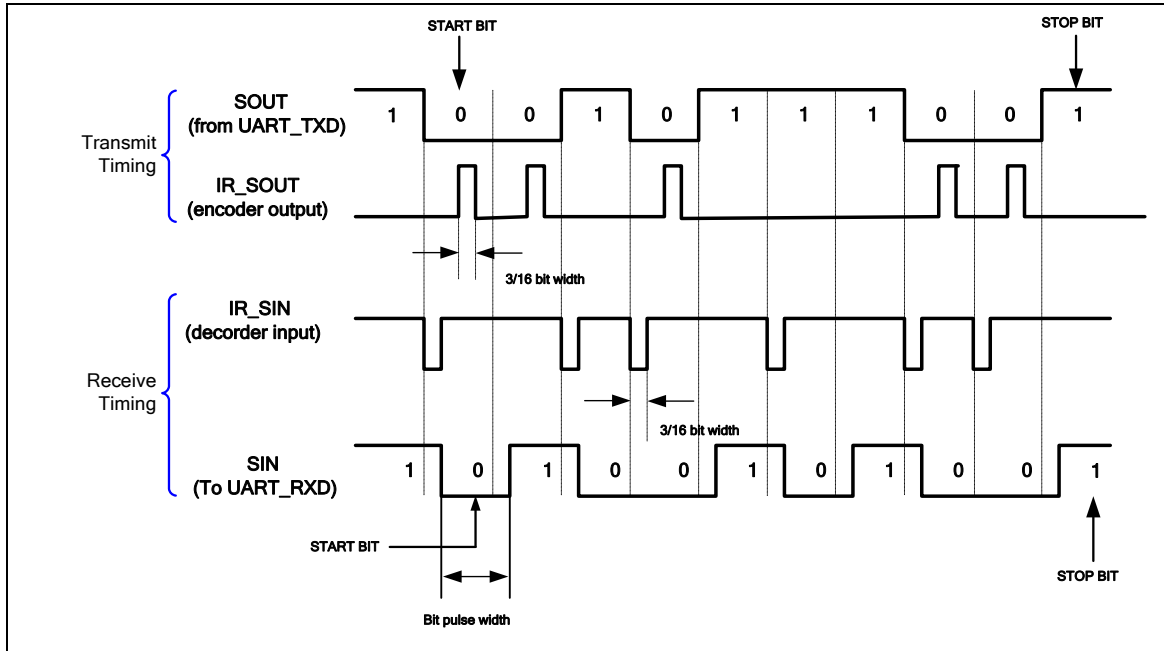 START BIT
STOP BIT
SOUT
(from UART_TXD)
1 0 0 1 0 1 1 1 0 0 1
Transmit
Timing
IR_SOUT
(encoder output)
3/16 bit width
IR_SIN
(decorder input)
Receive
Timing
3/16 bit width
SIN
(To UART_RXD)
1 0 1 0 0 1 0 1 0 0 1
START BIT
STOP BIT
Bit pulse width